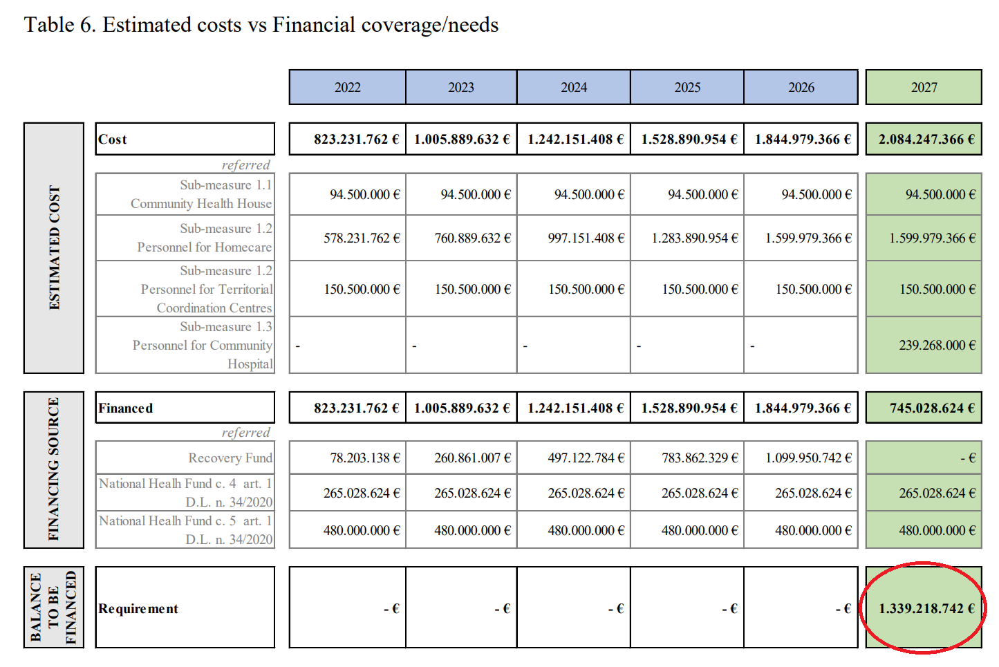 Table 6. Estimated costs vs Financial coverage/needs
2022 2023 2024 2025 2026 2027
ESTIMATED COST
Cost 823.231.762 € 1.005.889.632 € 1.242.151.408 € 1.528.890.954 € 1.844.979.366 € 2.084.247.366 €
referred
Sub-measure 1.1
Community Health House
94.500.000 € 94.500.000 € 94.500.000 € 94.500.000 € 94.500.000 € 94.500.000 €
Sub-measure 1.2
Personnel for Homecare
578.231.762 € 760.889.632 € 997.151.408 € 1.283.890.954 € 1.599.979.366 € 1.599.979.366 €
Sub-measure 1.2
Personnel for Territorial
Coordination Centres
150.500.000 € 150.500.000 € 150.500.000 € 150.500.000 € 150.500.000 € 150.500.000 €
Sub-measure 1.3
Personnel for Community
Hospital
- - - - - 239.268.000 €
FINANCING SOURCE
Financed 823.231.762 € 1.005.889.632 € 1.242.151.408 € 1.528.890.954 € 1.844.979.366 € 745.028.624 €
referred
Recovery Fund 78.203.138 € 260.861.007 € 497.122.784 € 783.862.329 € 1.099.950.742 € - €
National Healh Fund c. 4 art. 1
D.L. n. 34/2020
265.028.624 € 265.028.624 € 265.028.624 € 265.028.624 € 265.028.624 € 265.028.624 €
National Healh Fund c. 5 art. 1
D.L. n. 34/2020
480.000.000 € 480.000.000 € 480.000.000 € 480.000.000 € 480.000.000 € 480.000.000 €
BALANCE
TO BE
FINANCED
Requirement - € - € - € - € - € 1.339.218.742 €